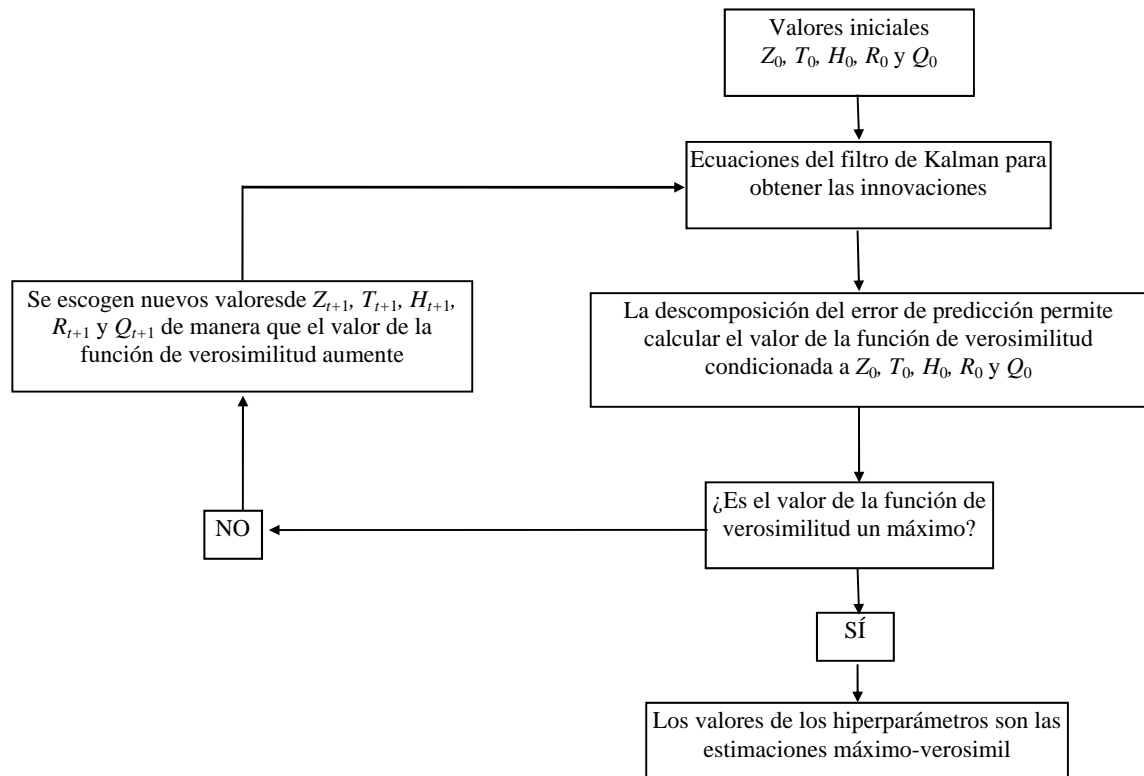 Valores iniciales
Z0, T0, H0, R0 y Q0
Ecuaciones del filtro de Kalman para
obtener las innovaciones
Se escogen nuevos valoresde Zt+1, Tt+1, Ht+1,
Rt+1 y Qt+1 de manera que el valor de la
función de verosimilitud aumente
La descomposición del error de predicción permite
calcular el valor de la función de verosimilitud
condicionada a Z0, T0, H0, R0 y Q0
¿Es el valor de la función de
verosimilitud un máximo?
NO
SÍ
Los valores de los hiperparámetros son las
estimaciones máximo-verosimil